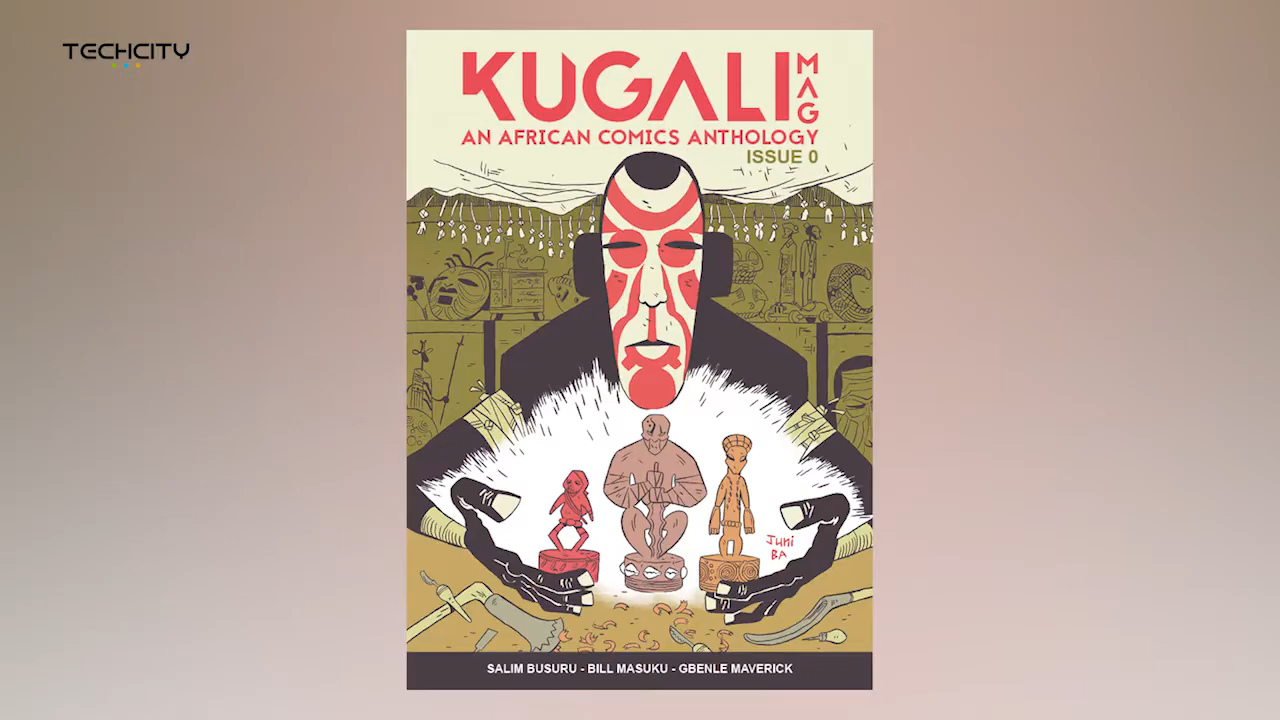 TECHCITY
KUGALI
MAG
AN AFRICAN COMICS ANTHOLOGY
ISSUE 0
Juni
BA
SALIM BUSURU - BILL MASUKU - GBENLE MAVERICK